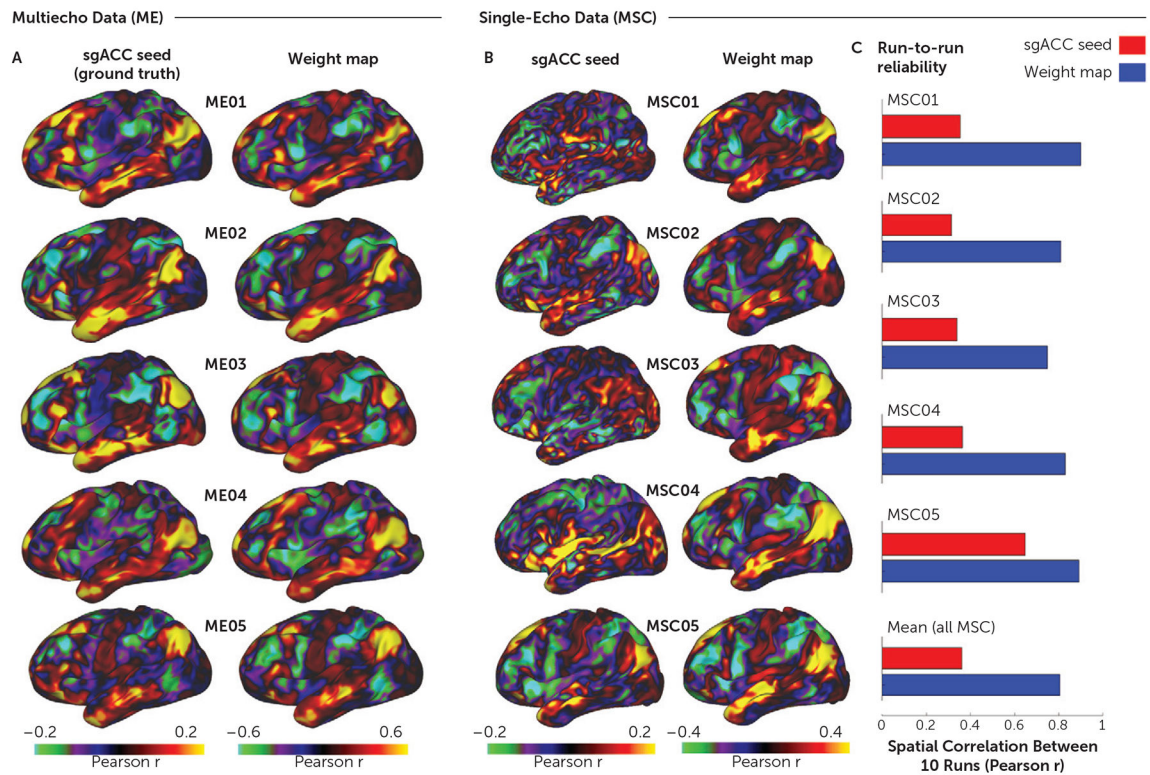 Multiecho Data (ME)
Single-Echo Data (MSC)
A
sgACC seed
(ground truth)
Weight map
ME01
ME02
ME03
ME04
ME05
−0.2
0.2
Pearson r
−0.6
0.6
Pearson r
B
sgACC seed
Weight map
MSC01
MSC02
MSC03
MSC04
MSC05
−0.2
0.2
Pearson r
−0.4
0.4
Pearson r
C
Run-to-run
reliability
sgACC seed
Weight map
MSC01
MSC02
MSC03
MSC04
MSC05
Mean (all MSC)
0 0.2 0.4 0.6 0.8 1
Spatial Correlation Between
10 Runs (Pearson r)